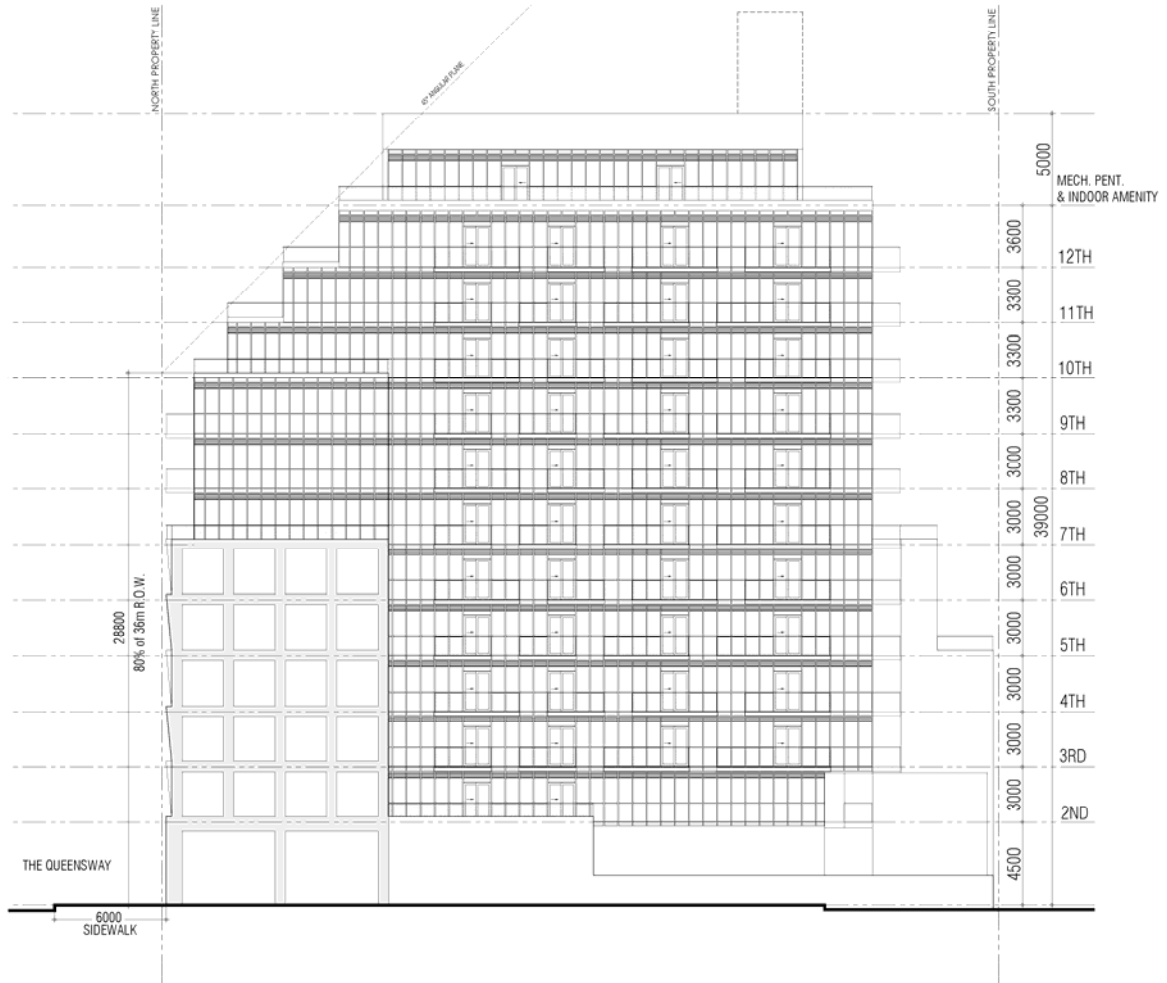 NORTH PROPERTY LINE
45° ANGULAR PLANE
SOUTH PROPERTY LINE
5000
MECH. PENT.
& INDOOR AMENITY
3600
12TH
3300
11TH
3300
10TH
3300
9TH
3000
8TH
3000
39000
7TH
3000
6TH
3000
5TH
3000
4TH
3000
3RD
3000
2ND
4500
28800
80% of 36m R.O.W.
THE QUEENSWAY
6000
SIDEWALK